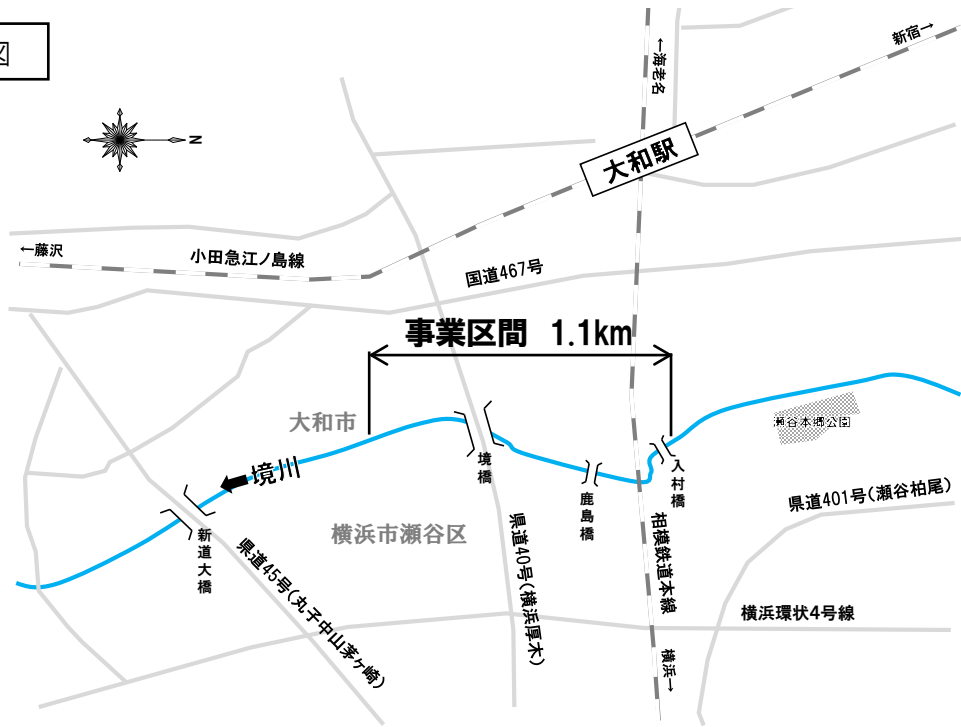 図
N
←海老名
新宿→
大和駅
←藤沢
小田急江ノ島線
国道467号
事業区間 1.1km
大和市
瀬谷本郷公園
境川
境橋
入村橋
鹿島橋
県道401号(瀬谷柏尾)
新道大橋
横浜市瀬谷区
県道40号(横浜厚木)
相模鉄道本線
県道45号(丸子中山茅ケ崎)
横浜環状4号線
横浜→